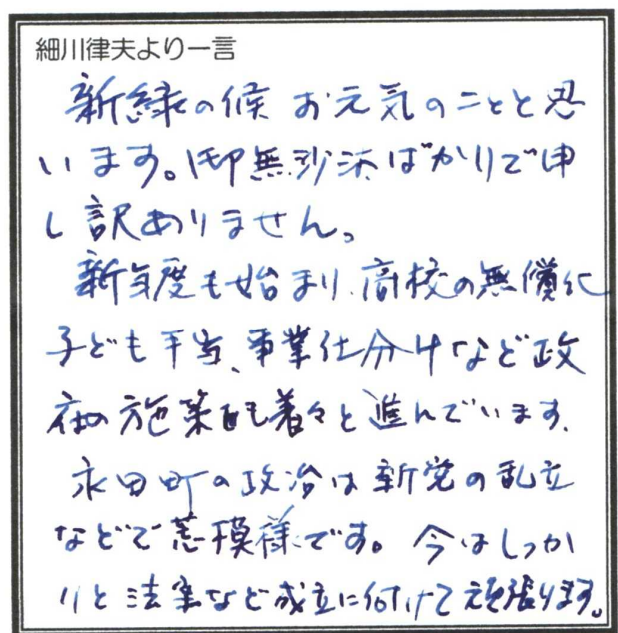 細川律夫より一言
新緑の候 お元気のことと思
います。御無沙汰ばかりで申
し訳ありません。
新年度も始まり、高校の無償化
子ども手当、事業仕分けなど政
府の施策も着々と進んでいます。
永田町の政治は新党の乱立
などで荒模様です。今はしっか
りと法案など成立に向けて頑張ります。